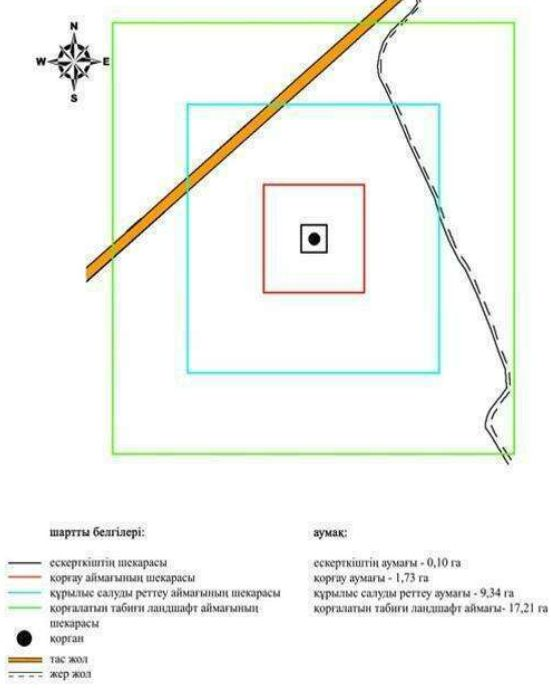 N
W E
S
шартты белгілері:
ескерткіштің шекарасы
қорғау аймағының шекарасы
құрылыс салуды реттеу аймағының шекарасы
қорғалатын табиғи ландшафт аймағының
шекарасы
қорған
тас жол
жер жол
аумақ:
ескерткіштің аумағы - 0,10 га
қорғау аумағы - 1,73 га
құрылыс салуды реттеу аумағы - 9,34 га
қорғалатын табиғи ландшафт аймағы- 17,21 га